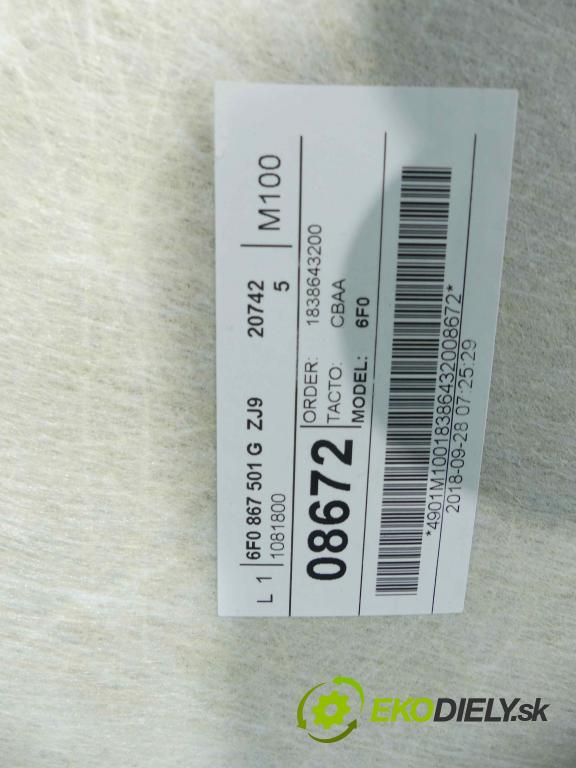 L 1 6F0 867 501 G ZJ9 20742 M100
1081800 5
08672 ORDER: 1838643200
TACTO: CBAA
MODEL: 6F0
*4901M10018386432008672*
2018-09-28 07:25:29
EKODIELY.sk